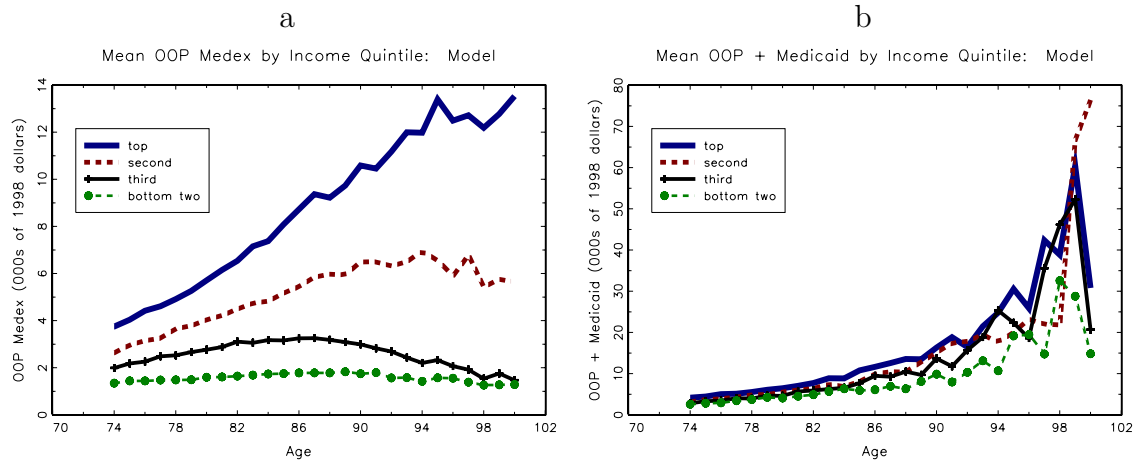 a
Mean OOP Medex by Income Quintile: Model
OOP Medex (000s of 1998 dollars)
14
12
10
8
6
4
2
0
top
second
third
bottom two
70 74 78 82 86 90 94 98 102
Age
b
Mean OOP + Medicaid by Income Quintile: Model
OOP + Medicaid (000s of 1998 dollars)
80
70
60
50
40
30
20
10
0
top
second
third
bottom two
70 74 78 82 86 90 94 98 102
Age